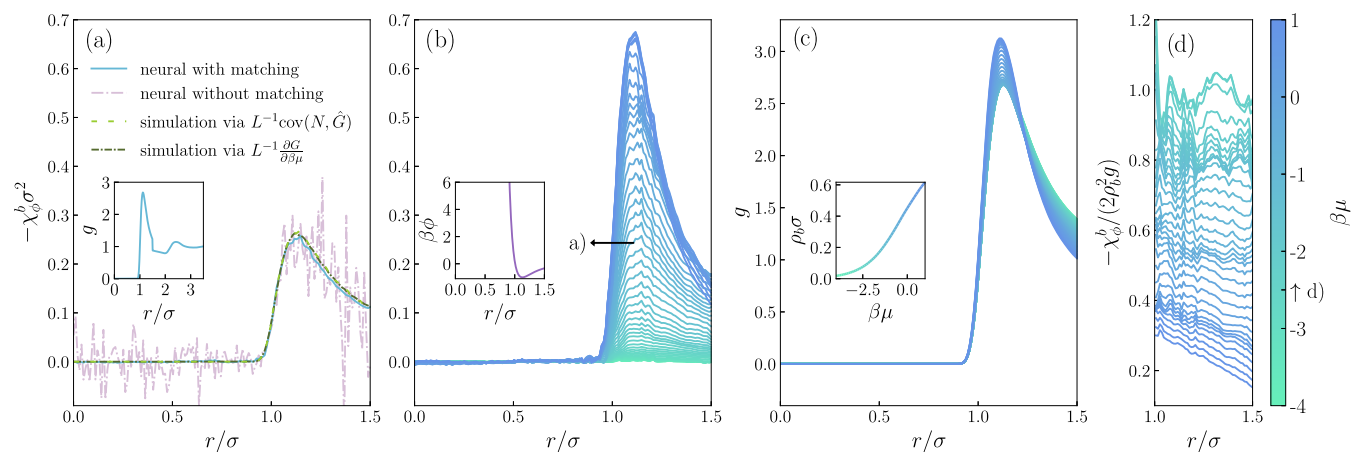 (a)
neural with matching
neural without matching
simulation via L⁻¹cov(N, Ĝ)
simulation via L⁻¹ ∂G/∂βμ
−χ_ϕ^b σ²
0.7
0.6
0.5
0.4
0.3
0.2
0.1
0.0
0.0 0.5 1.0 1.5
r/σ
g
3
2
1
0
0 1 2 3
r/σ
(b)
0.7
0.6
0.5
0.4
0.3
0.2
0.1
0.0
0.0 0.5 1.0 1.5
r/σ
a)
βϕ
6
4
2
0
0.0 0.5 1.0 1.5
r/σ
(c)
g
3.0
2.5
2.0
1.5
1.0
0.5
0.0
0.0 0.5 1.0 1.5
r/σ
ρ_b σ
0.6
0.4
0.2
0.0
−2.5 0.0
βμ
(d)
−χ_ϕ^b/(2ρ_b² g)
1.2
1.0
0.8
0.6
0.4
0.2
1.0 1.5
r/σ
1
0
-1
-2
↑ d)
-3
-4
βμ